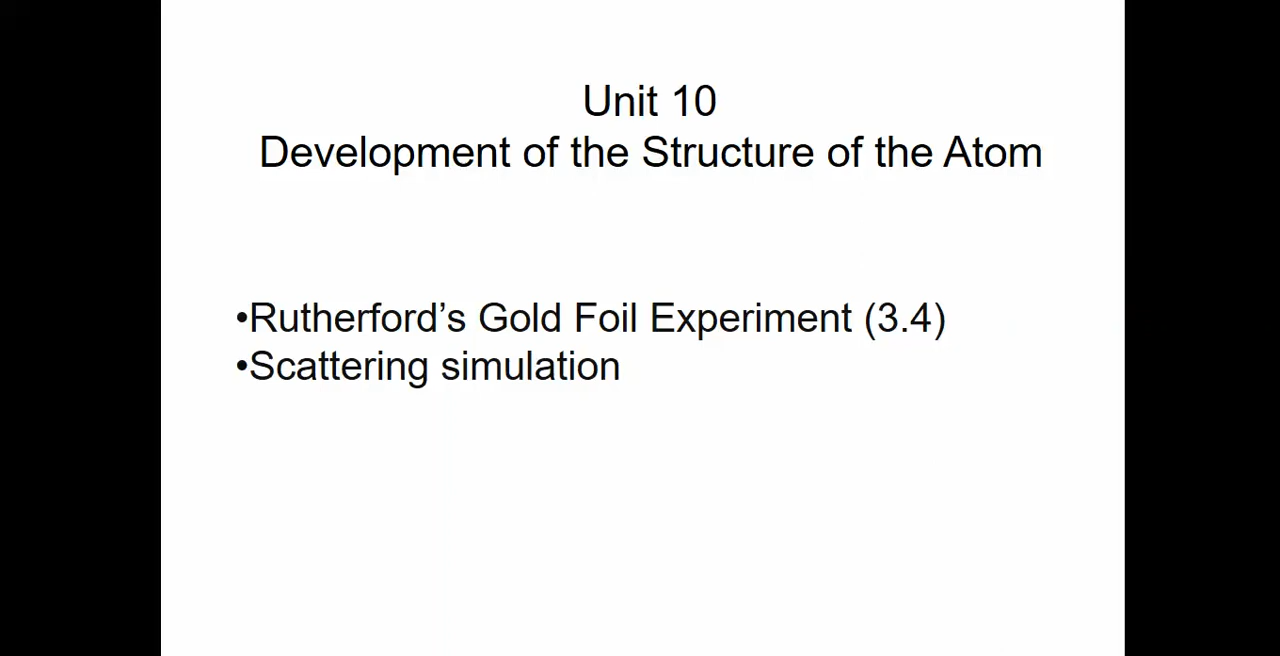 Unit 10
Development of the Structure of the Atom
•Rutherford’s Gold Foil Experiment (3.4)
•Scattering simulation